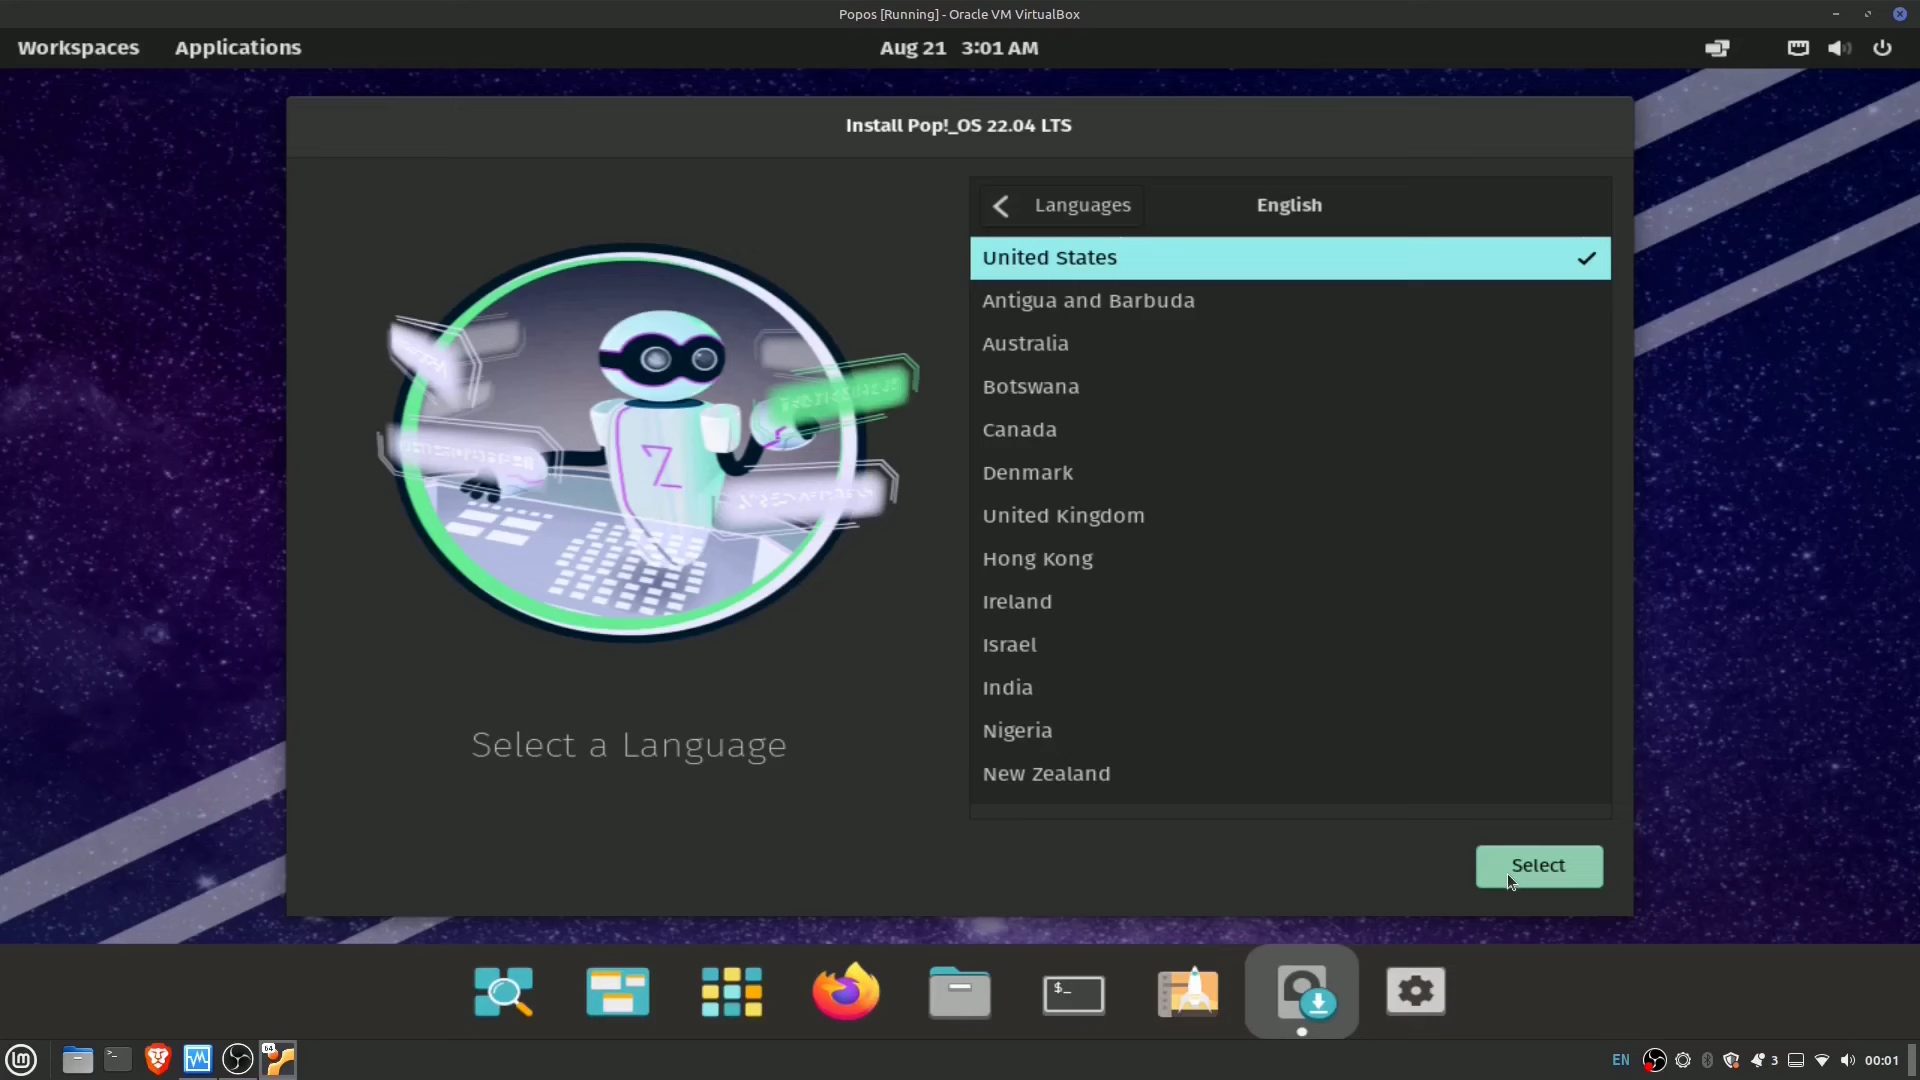 Popos [Running] - Oracle VM VirtualBox
Workspaces Applications Aug 21 3:01 AM
Install Pop!_OS 22.04 LTS
Languages English
United States
Antigua and Barbuda
Australia
Botswana
Canada
Denmark
United Kingdom
Hong Kong
Ireland
Israel
India
Nigeria
New Zealand
Select a Language
Select
$_
64
EN 3 00:01